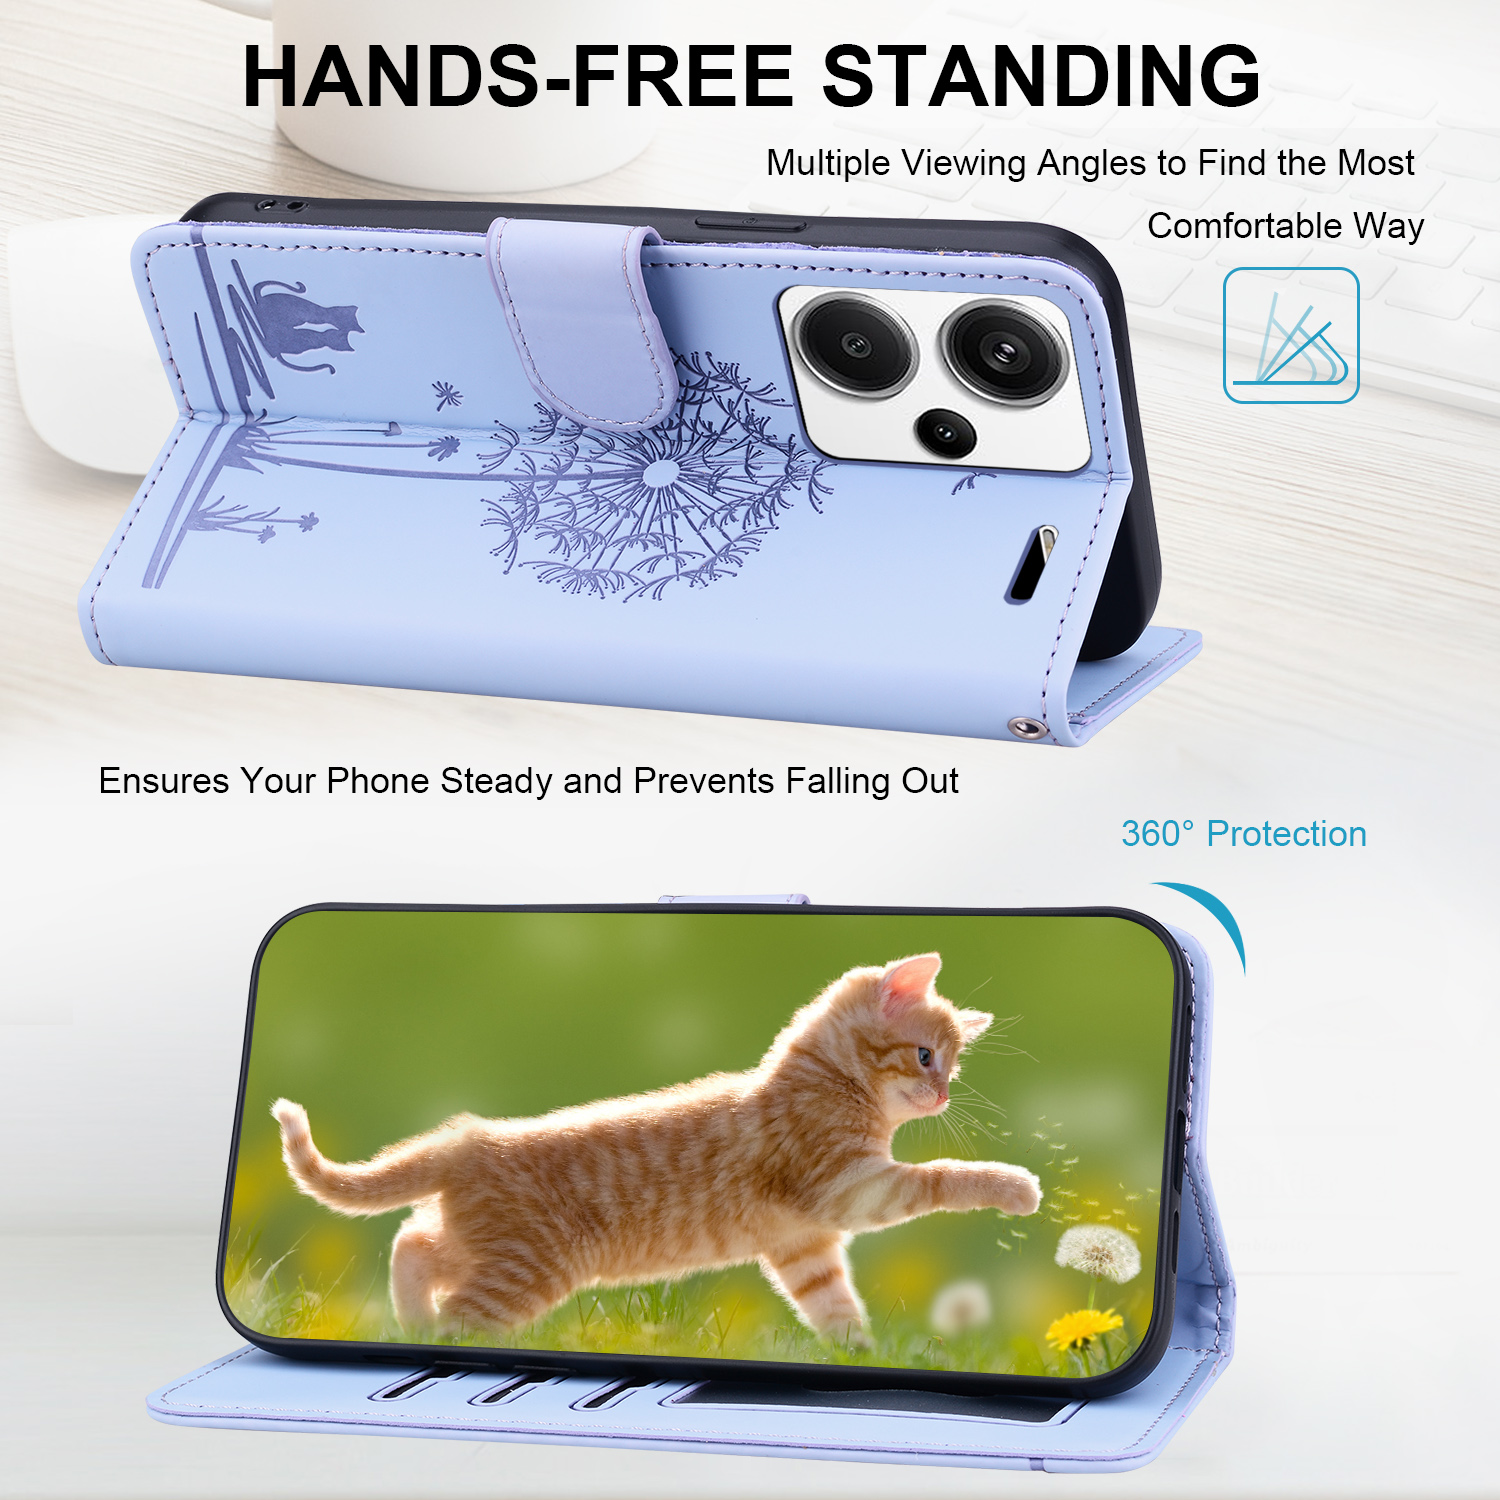 HANDS-FREE STANDING
Multiple Viewing Angles to Find the Most
Comfortable Way
Ensures Your Phone Steady and Prevents Falling Out
360° Protection